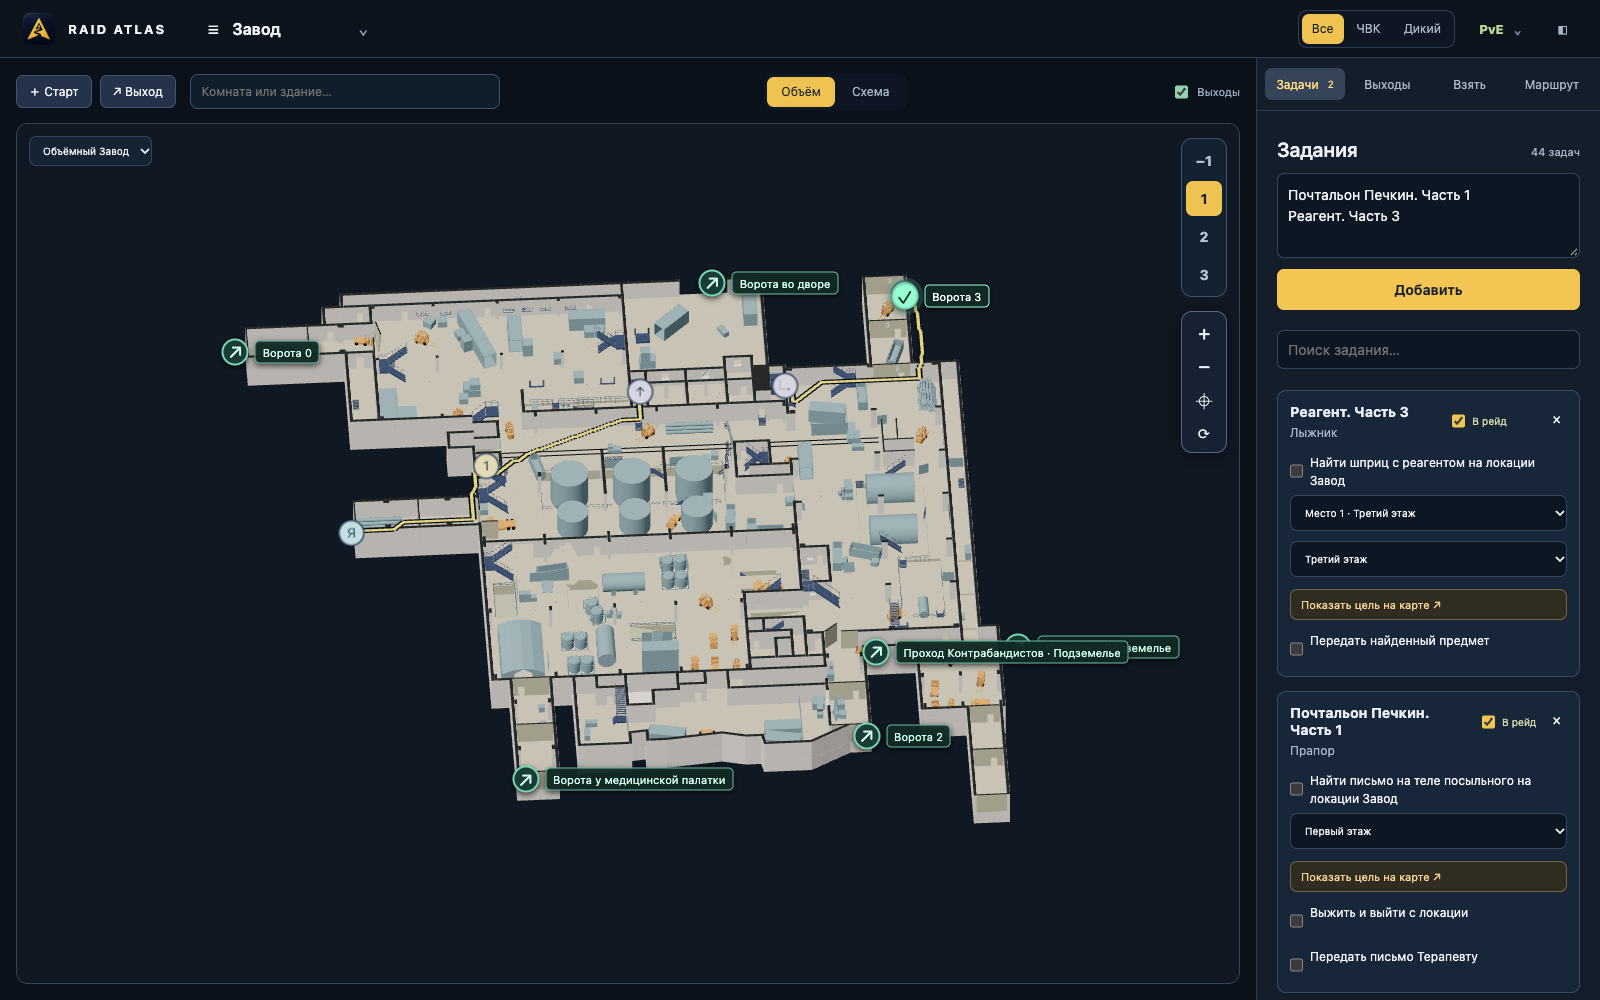 RAID ATLAS
Завод
Все
ЧВК
Дикий
PvE
+ Старт
↗ Выход
Комната или здание...
Объём
Схема
Выходы
Задачи 2
Выходы
Взять
Маршрут
Объёмный Завод
−1
1
2
3
+
−
Ворота во дворе
Ворота 3
Ворота 0
1
Я
Проход Контрабандистов · Подземелье
земелье
Ворота 2
Ворота у медицинской палатки
Задания
44 задач
Почтальон Печкин. Часть 1
Реагент. Часть 3
Добавить
Поиск задания...
Реагент. Часть 3
Лыжник
В рейд
×
Найти шприц с реагентом на локации
Завод
Место 1 · Третий этаж
Третий этаж
Показать цель на карте ↗
Передать найденный предмет
Почтальон Печкин.
Часть 1
Прапор
В рейд
×
Найти письмо на теле посыльного на
локации Завод
Первый этаж
Показать цель на карте ↗
Выжить и выйти с локации
Передать письмо Терапевту